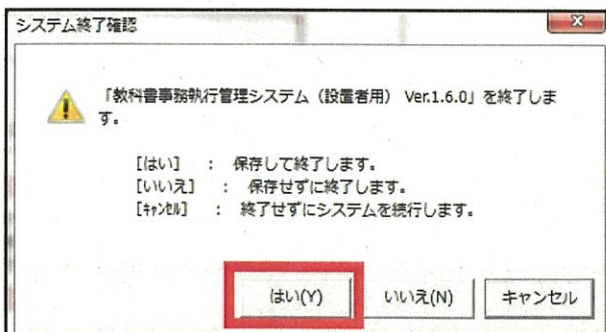 システム終了確認
「教科書事務執行管理システム（設置者用） Ver.1.6.0」を終了しま
す。
［はい］ ： 保存して終了します。
［いいえ］ ： 保存せずに終了します。
［ｷｬﾝｾﾙ］ ： 終了せずにシステムを続行します。
はい(Y) いいえ(N) キャンセル